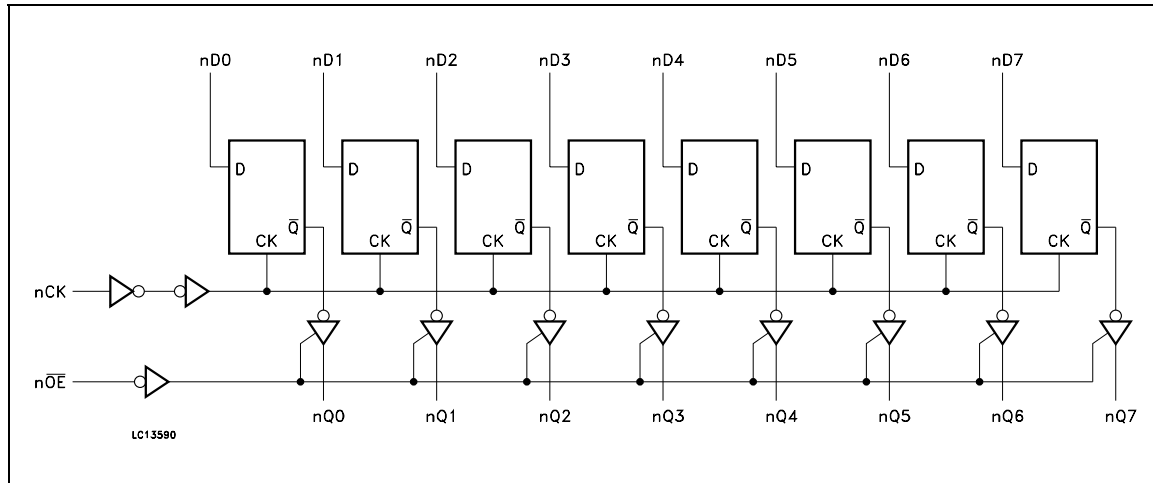 nD0 nD1 nD2 nD3 nD4 nD5 nD6 nD7
D D D D D D D D
Q̅ Q̅ Q̅ Q̅ Q̅ Q̅ Q̅ Q̅
CK CK CK CK CK CK CK CK
nCK
nO̅E̅
nQ0 nQ1 nQ2 nQ3 nQ4 nQ5 nQ6 nQ7
LC13590